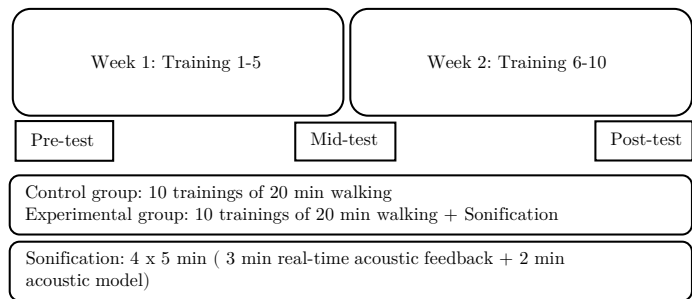 Week 1: Training 1-5
Week 2: Training 6-10
Pre-test
Mid-test
Post-test
Control group: 10 trainings of 20 min walking
Experimental group: 10 trainings of 20 min walking + Sonification
Sonification: 4 x 5 min ( 3 min real-time acoustic feedback + 2 min
acoustic model)